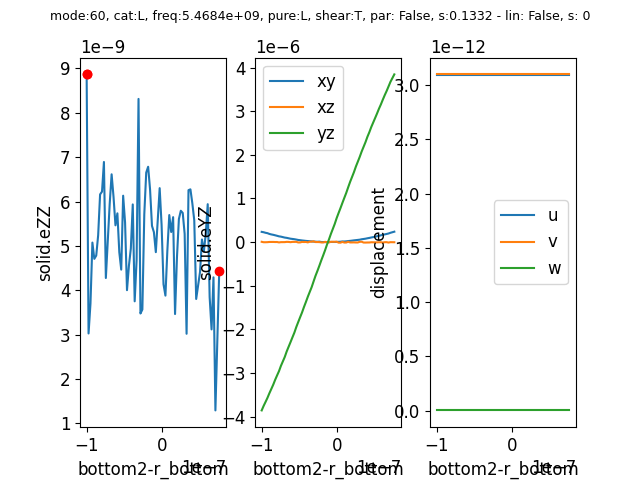 mode:60, cat:L, freq:5.4684e+09, pure:L, shear:T, par: False, s:0.1332 - lin: False, s: 0
1e−9
9
8
7
6
5
4
3
2
1
solid.eZZ
−1
0
1e−7
bottom2-r_bottom
1e−6
4
3
2
1
0
−1
−2
−3
−4
solid.eYZ
xy
xz
yz
−1
0
1e−7
bottom2-r_bottom
1e−12
3.0
2.5
2.0
1.5
1.0
0.5
0.0
displacement
u
v
w
−1
0
1e−7
bottom2-r_bottom